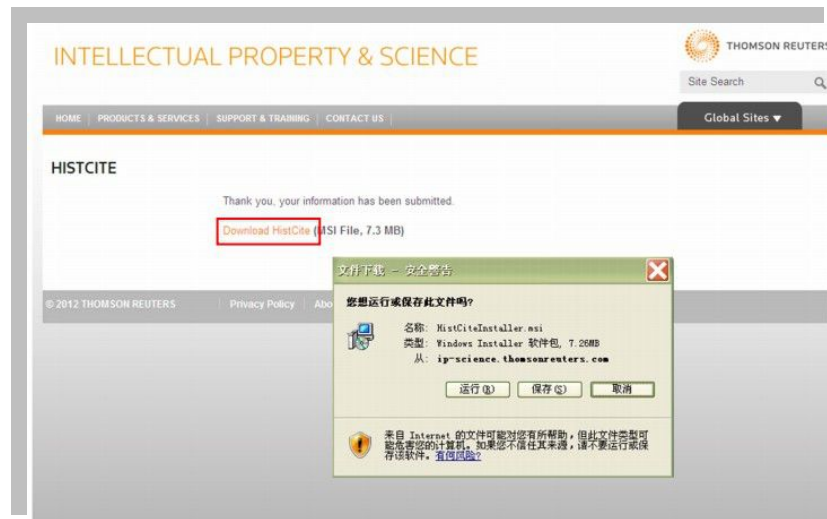 INTELLECTUAL PROPERTY & SCIENCE
THOMSON REUTERS
Site Search
HOME | PRODUCTS & SERVICES | SUPPORT & TRAINING | CONTACT US |
Global Sites ▼
HISTCITE
Thank you, your information has been submitted.
Download HistCite (MSI File, 7.3 MB)
文件下载 - 安全警告
您想运行或保存此文件吗?
名称: HistCiteInstaller.msi
类型: Windows Installer 软件包, 7.26MB
从: ip-science.thomsonreuters.com
运行(R) 保存(S) 取消
来自 Internet 的文件可能对您有所帮助，但此文件类型可
能危害您的计算机。如果您不信任其来源，请不要运行或保
存该软件。有何风险?
© 2012 THOMSON REUTERS Privacy Policy Abo